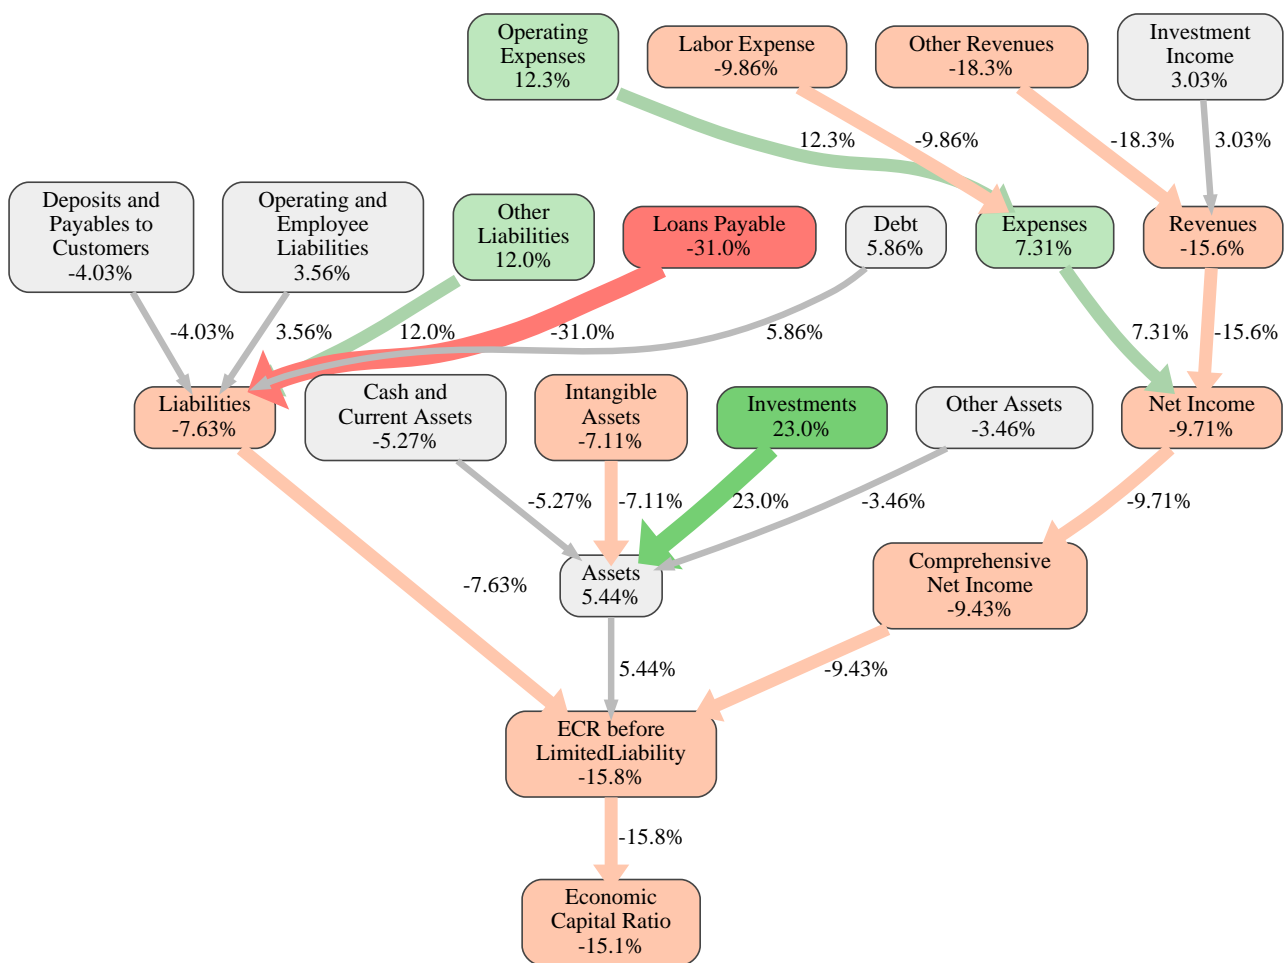 Operating
Expenses
12.3%
Labor Expense
-9.86%
Other Revenues
-18.3%
Investment
Income
3.03%
12.3%
-9.86%
-18.3%
3.03%
Deposits and
Payables to
Customers
-4.03%
Operating and
Employee
Liabilities
3.56%
Other
Liabilities
12.0%
Loans Payable
-31.0%
Debt
5.86%
Expenses
7.31%
Revenues
-15.6%
-4.03%
3.56%
12.0%
-31.0%
5.86%
7.31%
-15.6%
Liabilities
-7.63%
Cash and
Current Assets
-5.27%
Intangible
Assets
-7.11%
Investments
23.0%
Other Assets
-3.46%
Net Income
-9.71%
-5.27%
-7.11%
23.0%
-3.46%
-9.71%
-7.63%
Assets
5.44%
Comprehensive
Net Income
-9.43%
5.44%
-9.43%
ECR before
LimitedLiability
-15.8%
-15.8%
Economic
Capital Ratio
-15.1%